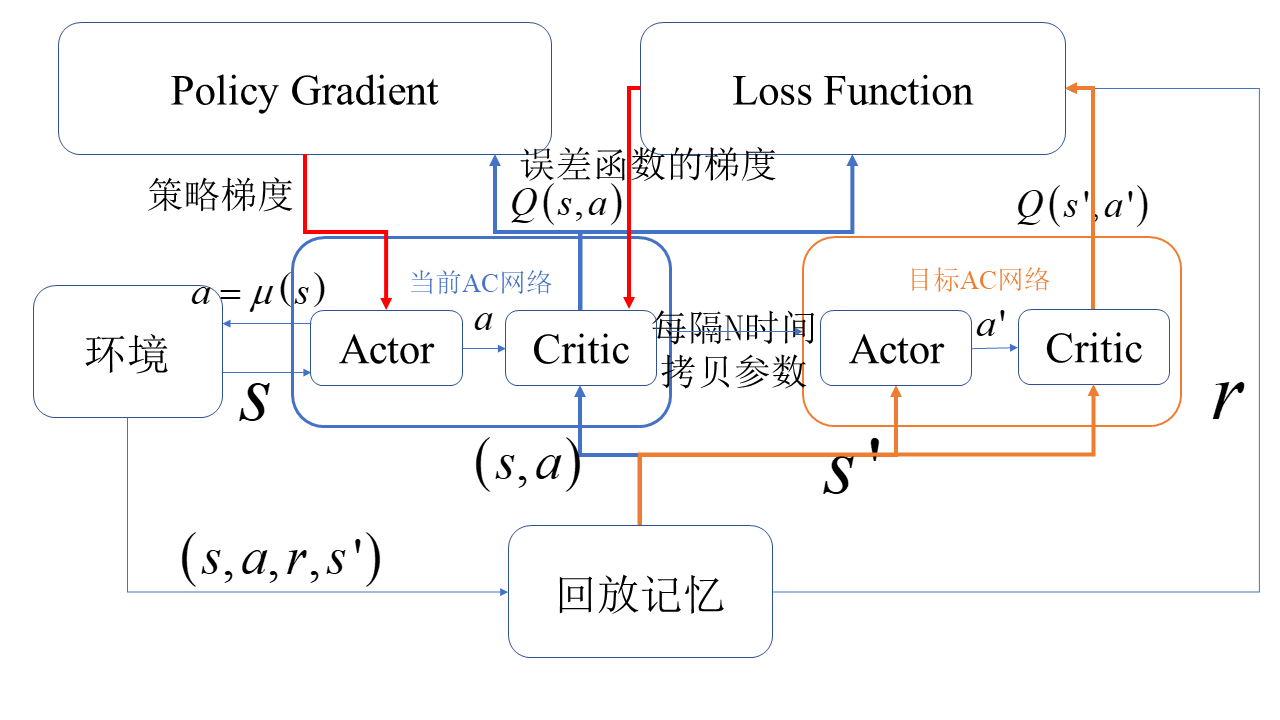 Policy Gradient
Loss Function
误差函数的梯度
策略梯度
Q(s,a)
Q(s',a')
当前AC网络
目标AC网络
a = μ(s)
a
a'
每隔N时间
拷贝参数
环境
Actor
Critic
Actor
Critic
s
r
(s,a)
s'
(s,a,r,s')
回放记忆